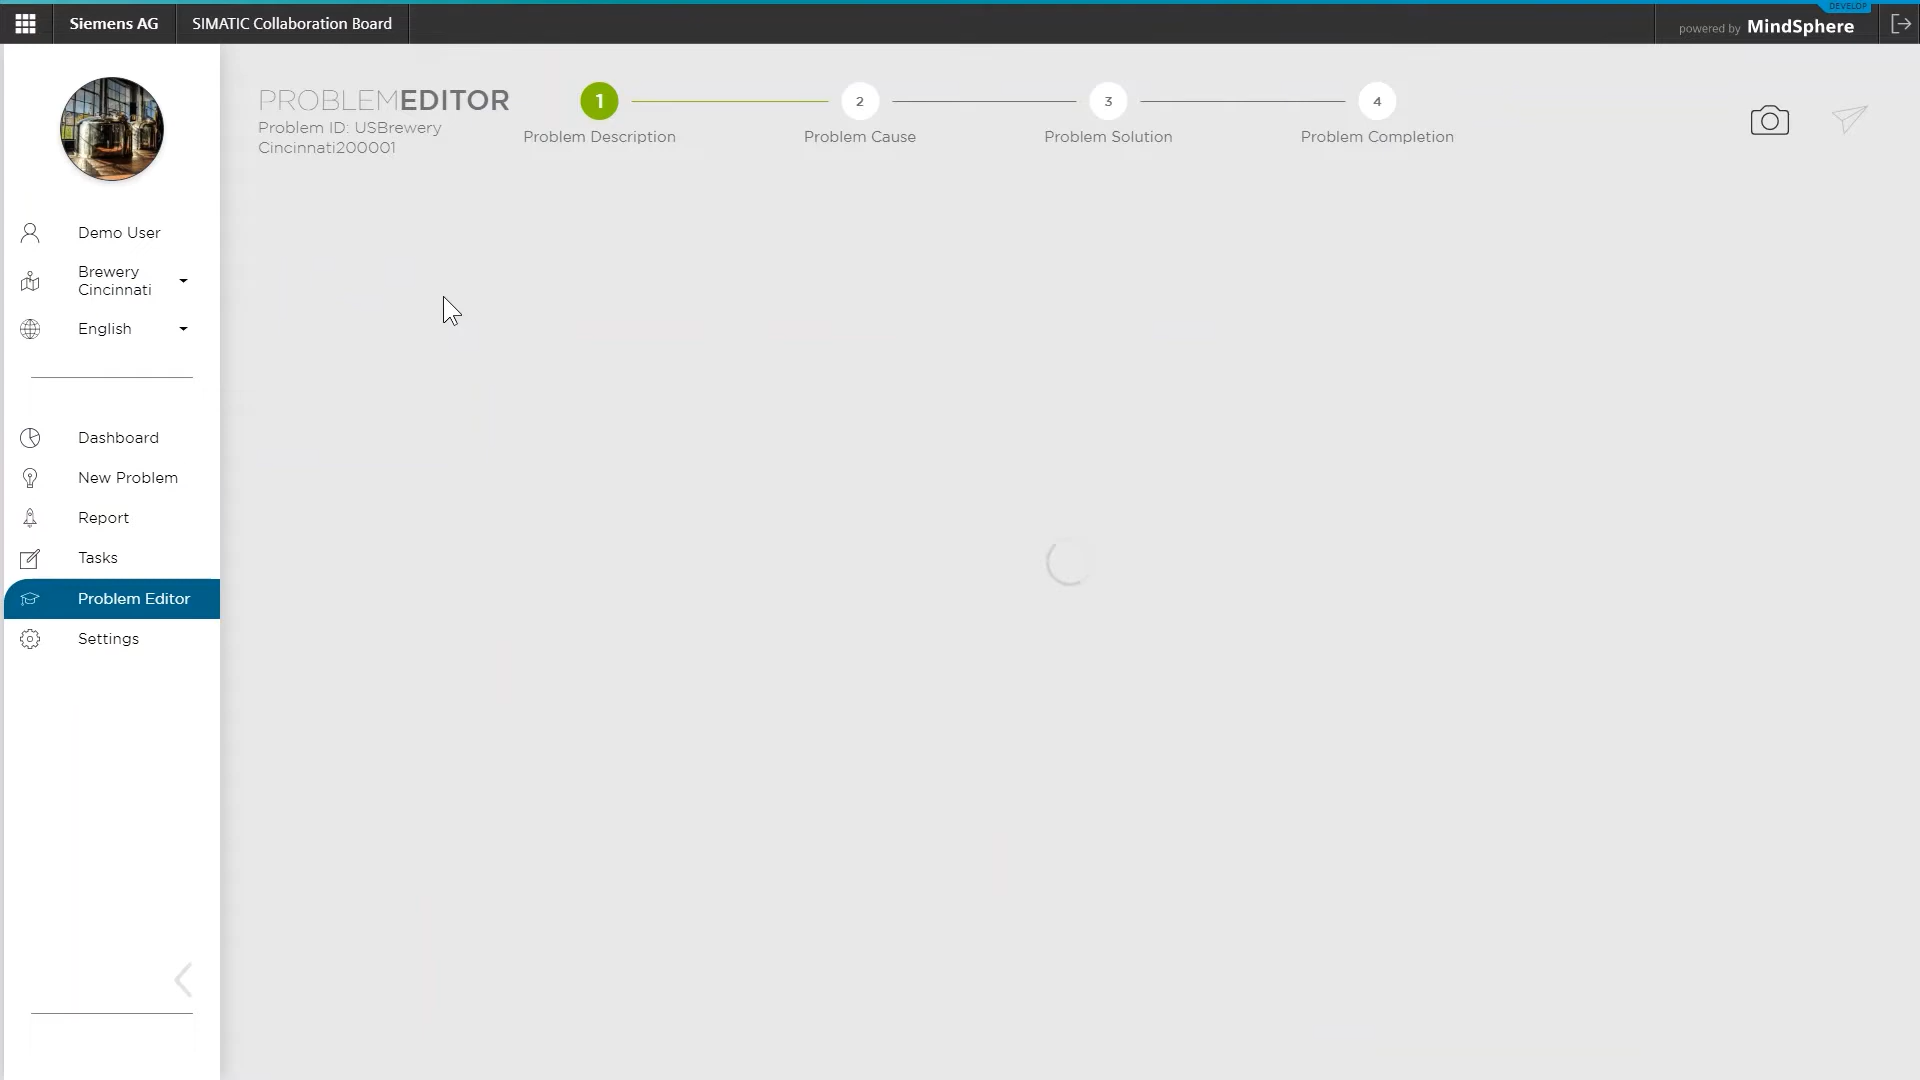 DEVELOP
Siemens AG
SIMATIC Collaboration Board
powered by MindSphere
PROBLEMEDITOR
Problem ID: USBrewery
Cincinnati200001
1
2
3
4
Problem Description
Problem Cause
Problem Solution
Problem Completion
Demo User
Brewery
Cincinnati
English
Dashboard
New Problem
Report
Tasks
Problem Editor
Settings